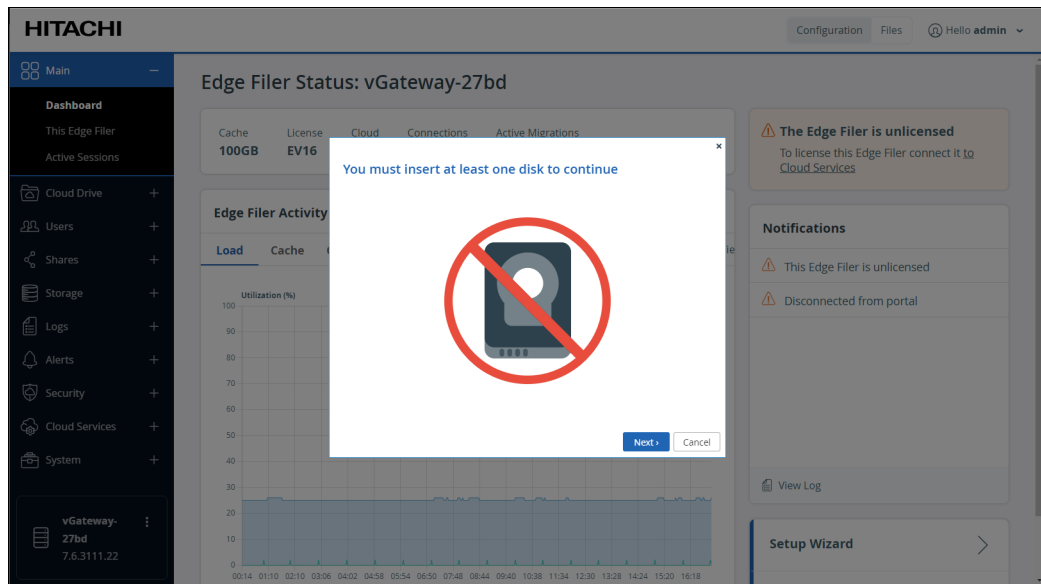 HITACHI
Configuration Files Hello admin
Main
Dashboard
This Edge Filer
Active Sessions
Cloud Drive
Users
Shares
Storage
Logs
Alerts
Security
Cloud Services
System
vGateway-
27bd
7.6.3111.22
Edge Filer Status: vGateway-27bd
Cache License Cloud Connections Active Migrations
100GB EV16
Edge Filer Activity
Load Cache
Utilization (%)
100
90
80
70
60
50
40
30
20
10
0
00:14 01:10 02:10 03:06 04:02 04:58 05:54 06:50 07:48 08:44 09:40 10:38 11:34 12:30 13:28 14:24 15:20 16:18
You must insert at least one disk to continue
Next › Cancel
The Edge Filer is unlicensed
To license this Edge Filer connect it to
Cloud Services
Notifications
This Edge Filer is unlicensed
Disconnected from portal
View Log
Setup Wizard